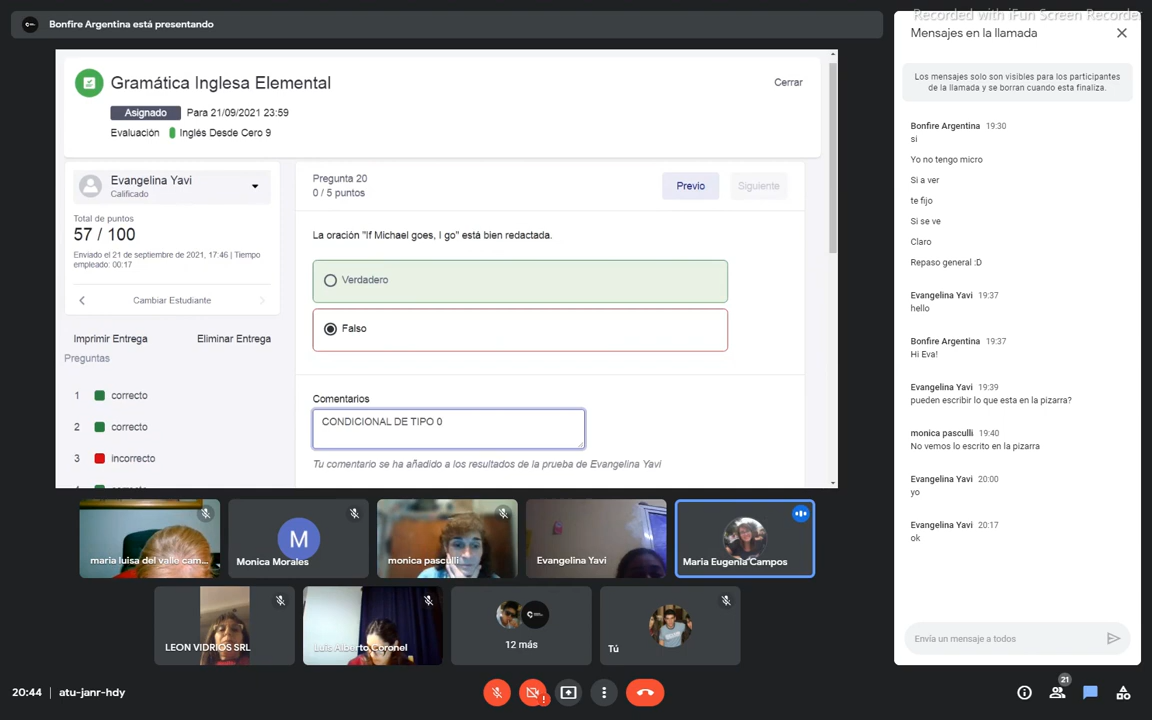 Bonfire Argentina está presentando
Recorded with iFun Screen Recorder
Gramática Inglesa Elemental
Cerrar
Asignado Para 21/09/2021 23:59
Evaluación Inglés Desde Cero 9
Evangelina Yavi
Calificado
Total de puntos
57 / 100
Enviado el 21 de septiembre de 2021, 17:46 | Tiempo
empleado: 00:17
Cambiar Estudiante
Imprimir Entrega Eliminar Entrega
Preguntas
1 correcto
2 correcto
3 incorrecto
Pregunta 20
0 / 5 puntos
Previo Siguiente
La oración "If Michael goes, I go" está bien redactada.
Verdadero
Falso
Comentarios
CONDICIONAL DE TIPO 0
Tu comentario se ha añadido a los resultados de la prueba de Evangelina Yavi
maria luisa del valle cam...
M
Monica Morales
monica pasculli
Evangelina Yavi
Maria Eugenia Campos
LEON VIDRIOS SRL
Luis Alberto Coronel
12 más
Tú
20:44 | atu-janr-hdy
21
Mensajes en la llamada
Los mensajes solo son visibles para los participantes
de la llamada y se borran cuando esta finaliza.
Bonfire Argentina 19:30
si
Yo no tengo micro
Si a ver
te fijo
Si se ve
Claro
Repaso general :D
Evangelina Yavi 19:37
hello
Bonfire Argentina 19:37
Hi Eva!
Evangelina Yavi 19:39
pueden escribir lo que esta en la pizarra?
monica pasculli 19:40
No vemos lo escrito en la pizarra
Evangelina Yavi 20:00
yo
Evangelina Yavi 20:17
ok
Envía un mensaje a todos